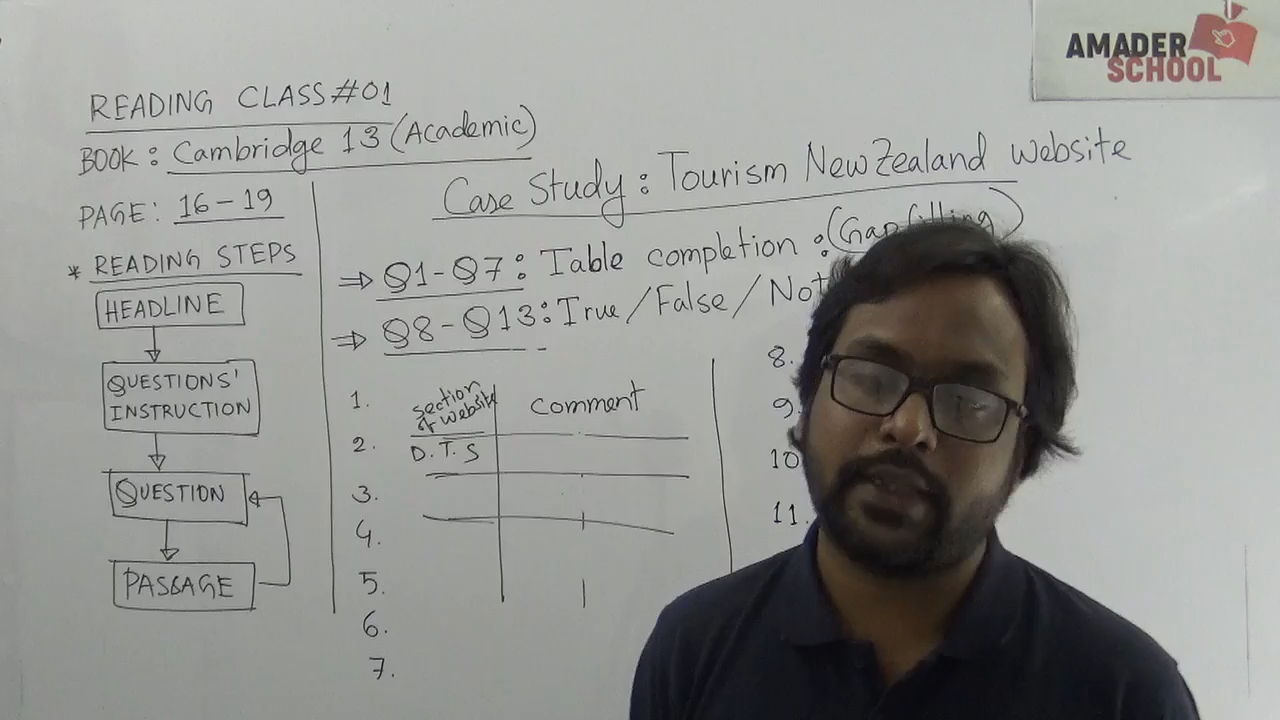 AMADER
SCHOOL
READING CLASS#01
BOOK: Cambridge 13 (Academic)
PAGE: 16-19
* READING STEPS
HEADLINE
QUESTIONS'
INSTRUCTION
QUESTION
PASSAGE
Case Study: Tourism New Zealand website
⇒ Q1-Q7: Table completion: (Gap filling)
⇒ Q8-Q13: True/False/Not
1.
2.
3.
4.
5.
6.
7.
section
of website
comment
D.T.S
8.
9.
10
11.